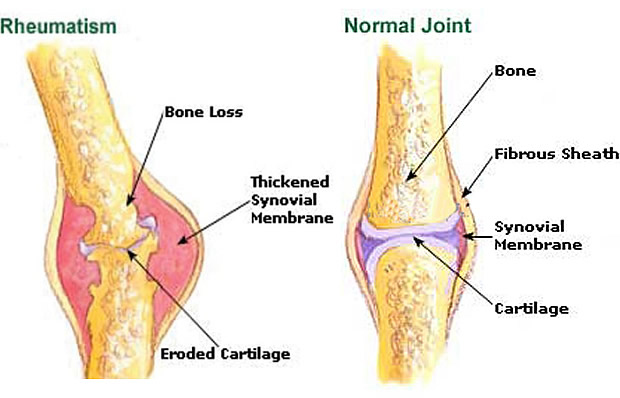 Rheumatism
Bone Loss
Thickened
Synovial
Membrane
Eroded Cartilage
Normal Joint
Bone
Fibrous Sheath
Synovial
Membrane
Cartilage